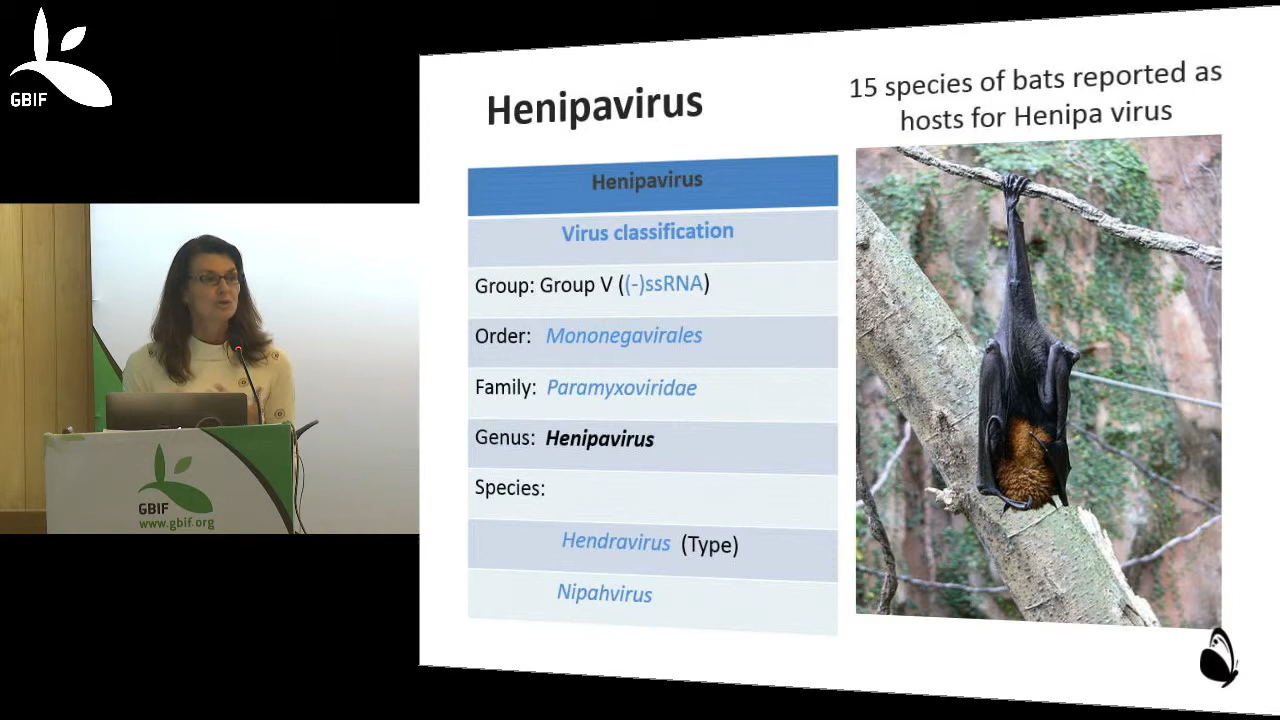 GBIF
GBIF
www.gbif.org
Henipavirus
Henipavirus
Virus classification
Group: Group V ((-)ssRNA)
Order: Mononegavirales
Family: Paramyxoviridae
Genus: Henipavirus
Species:
Hendravirus (Type)
Nipahvirus
15 species of bats reported as
hosts for Henipa virus